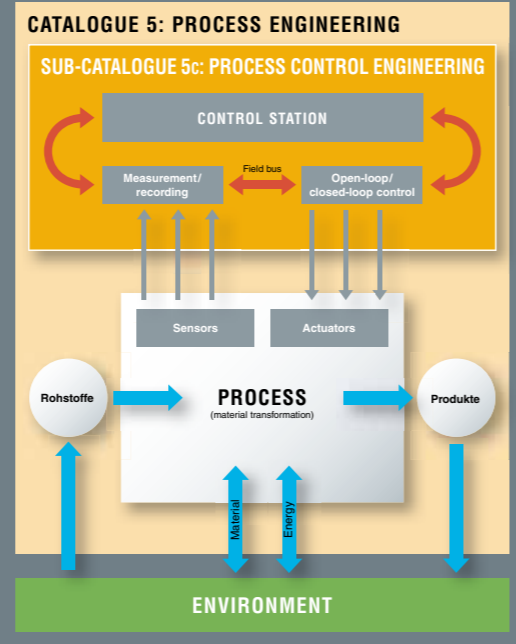 CATALOGUE 5: PROCESS ENGINEERING
SUB-CATALOGUE 5c: PROCESS CONTROL ENGINEERING
CONTROL STATION
Measurement/
recording
Field bus
Open-loop/
closed-loop control
Sensors
Actuators
Rohstoffe
PROCESS
(material transformation)
Produkte
Material
Energy
ENVIRONMENT